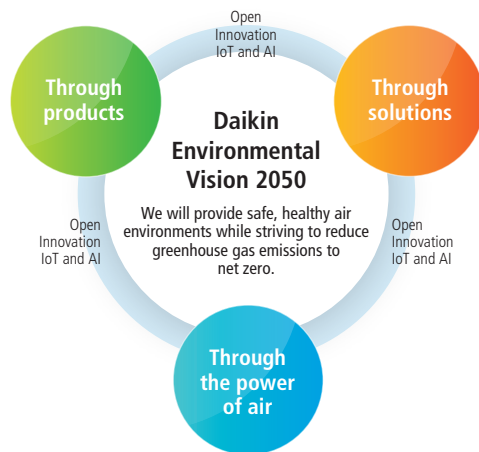 Open
Innovation
IoT and AI
Through
products
Through
solutions
Daikin
Environmental
Vision 2050
We will provide safe, healthy air
environments while striving to reduce
greenhouse gas emissions to
net zero.
Open
Innovation
IoT and AI
Open
Innovation
IoT and AI
Through
the power
of air